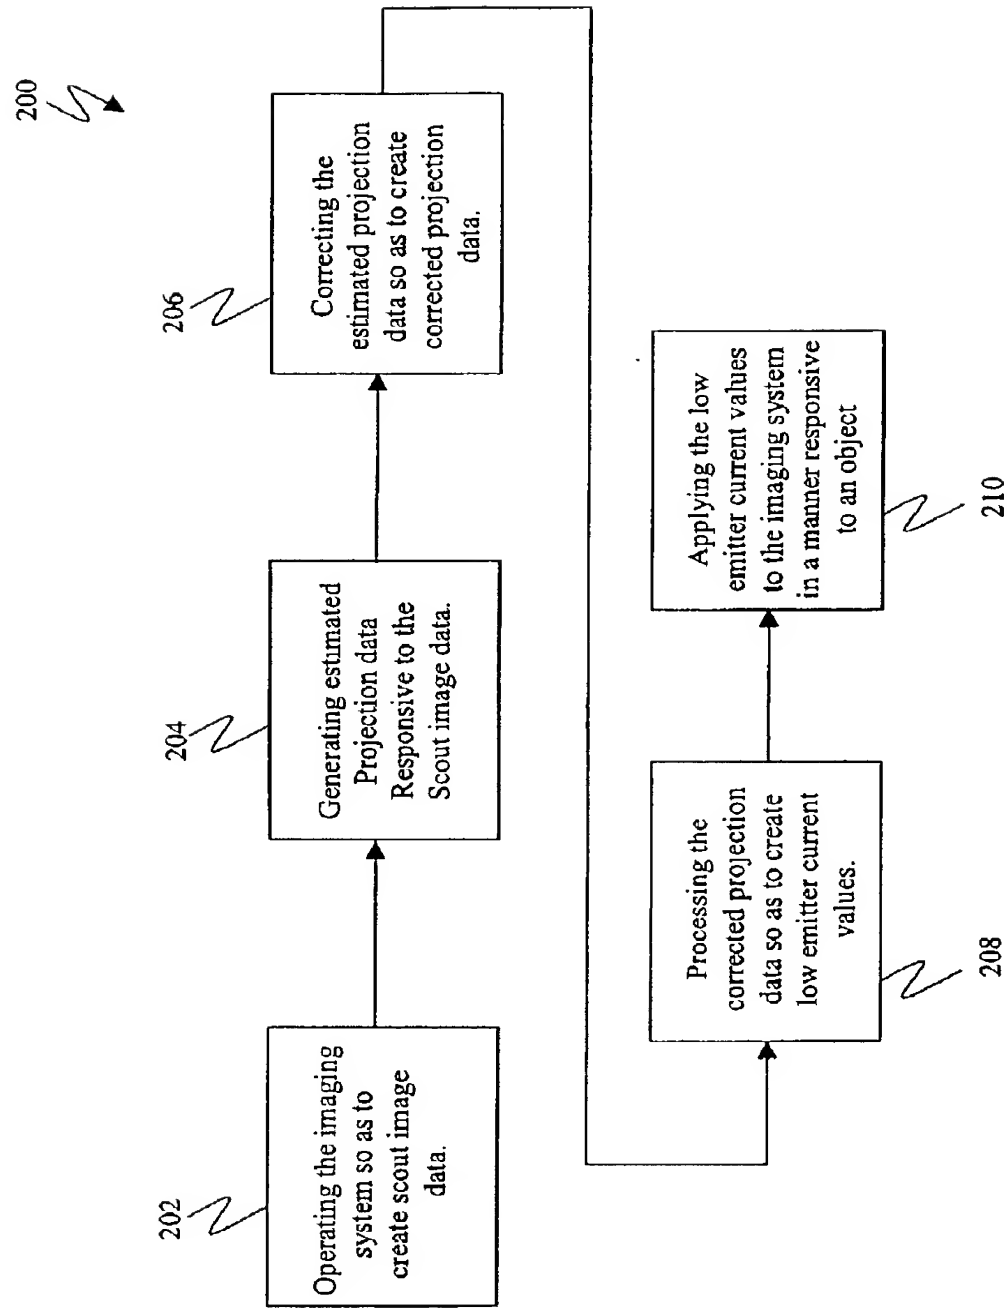 200
202
Operating the imaging
system so as to
create scout image
data.
204
Generating estimated
Projection data
Responsive to the
Scout image data.
206
Correcting the
estimated projection
data so as to create
corrected projection
data.
Processing the
corrected projection
data so as to create
low emitter current
values.
208
Applying the low
emitter current values
to the imaging system
in a manner responsive
to an object
210